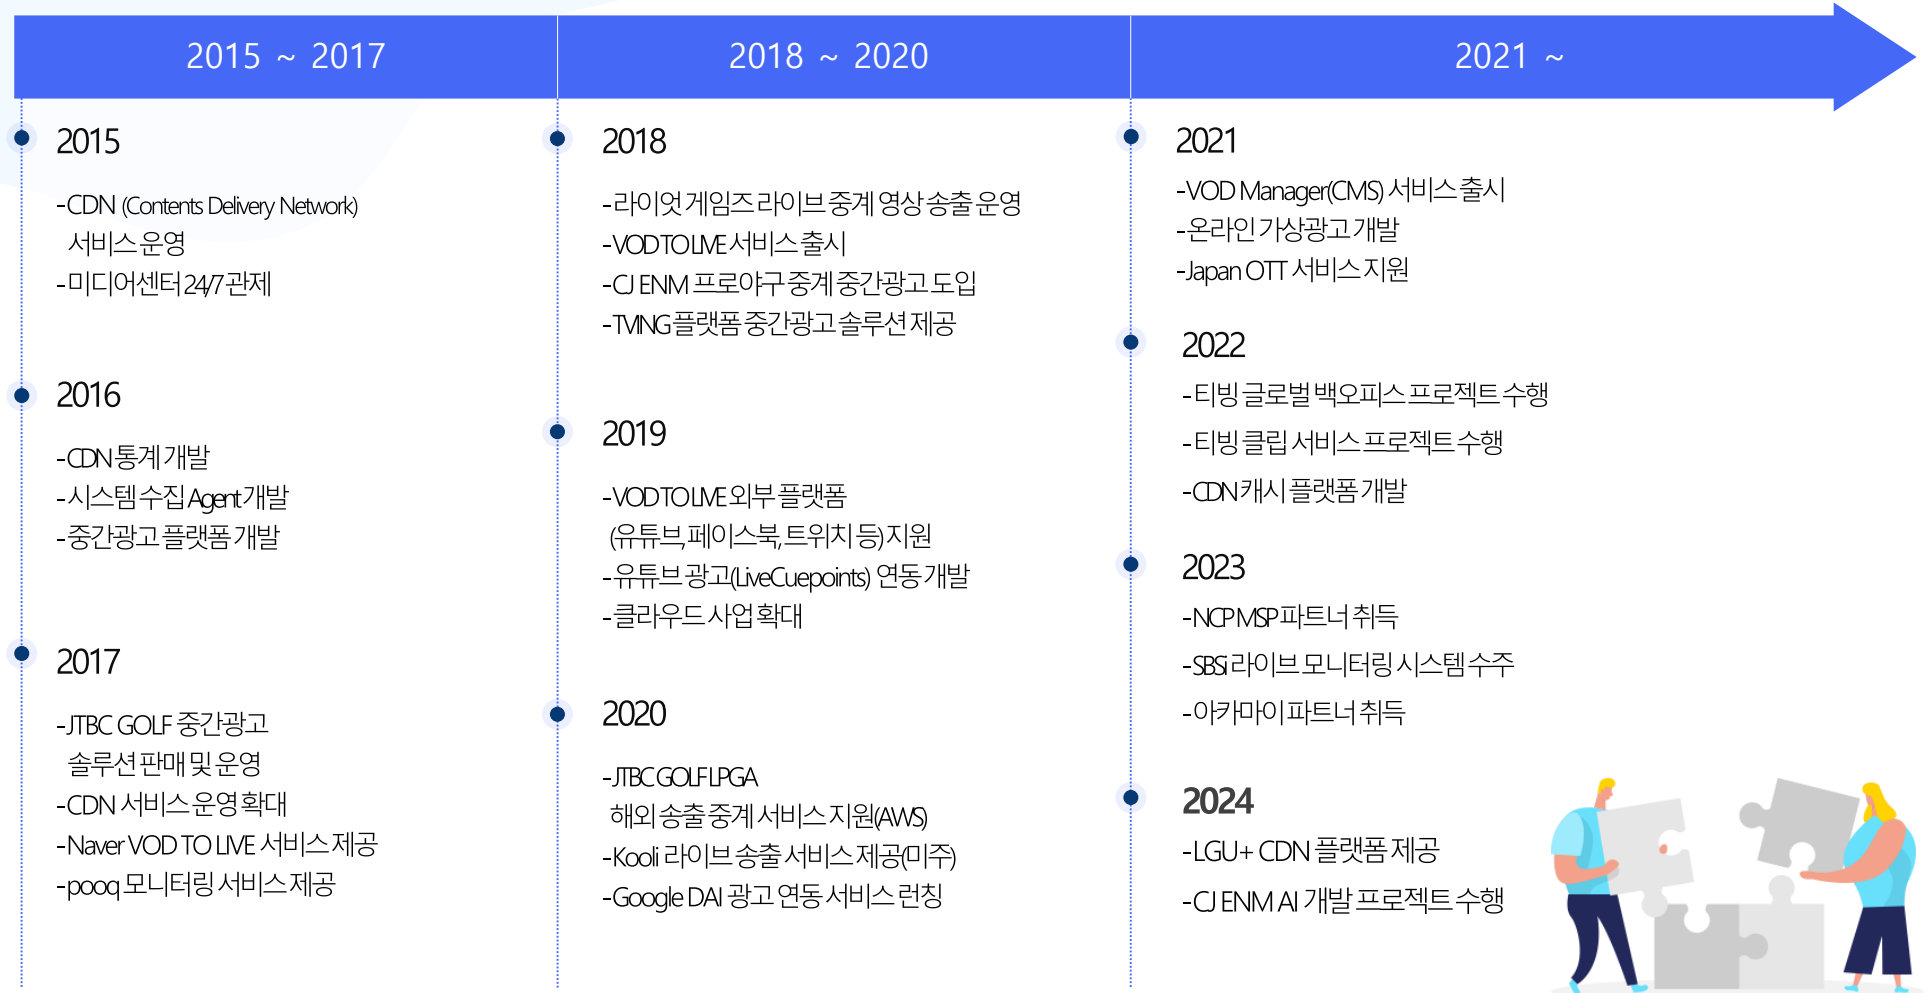 2015 ~ 2017
2015
-CDN (Contents Delivery Network)
서비스 운영
-미디어센터 24/7 관제
2016
-CDN 통계 개발
-시스템 수집 Agent 개발
-중간광고 플랫폼 개발
2017
-JTBC GOLF 중간광고
솔루션 판매 및 운영
-CDN 서비스 운영 확대
-Naver VOD TO LIVE 서비스 제공
-pooq 모니터링 서비스 제공
2018 ~ 2020
2018
-라이엇 게임즈 라이브 중계 영상 송출 운영
-VOD TO LIVE 서비스 출시
-CJ ENM 프로야구 중계 중간광고 도입
-TVING 플랫폼 중간광고 솔루션 제공
2019
-VOD TO LIVE 외부 플랫폼
(유튜브, 페이스북, 트위치 등) 지원
-유튜브 광고(LiveCuepoints) 연동 개발
-클라우드 사업 확대
2020
-JTBC GOLF LPGA
해외 송출 중계 서비스 지원(AWS)
-Kooli 라이브 송출 서비스 제공(미주)
-Google DAI 광고 연동 서비스 런칭
2021 ~
2021
-VOD Manager(CMS) 서비스 출시
-온라인 가상광고 개발
-Japan OTT 서비스 지원
2022
-티빙 글로벌 백오피스 프로젝트 수행
-티빙 클립 서비스 프로젝트 수행
-CDN 캐시 플랫폼 개발
2023
-NCP MSP 파트너 취득
-SBSi 라이브 모니터링 시스템 수주
-아카마이 파트너 취득
2024
-LGU+ CDN 플랫폼 제공
-CJ ENM AI 개발 프로젝트 수행